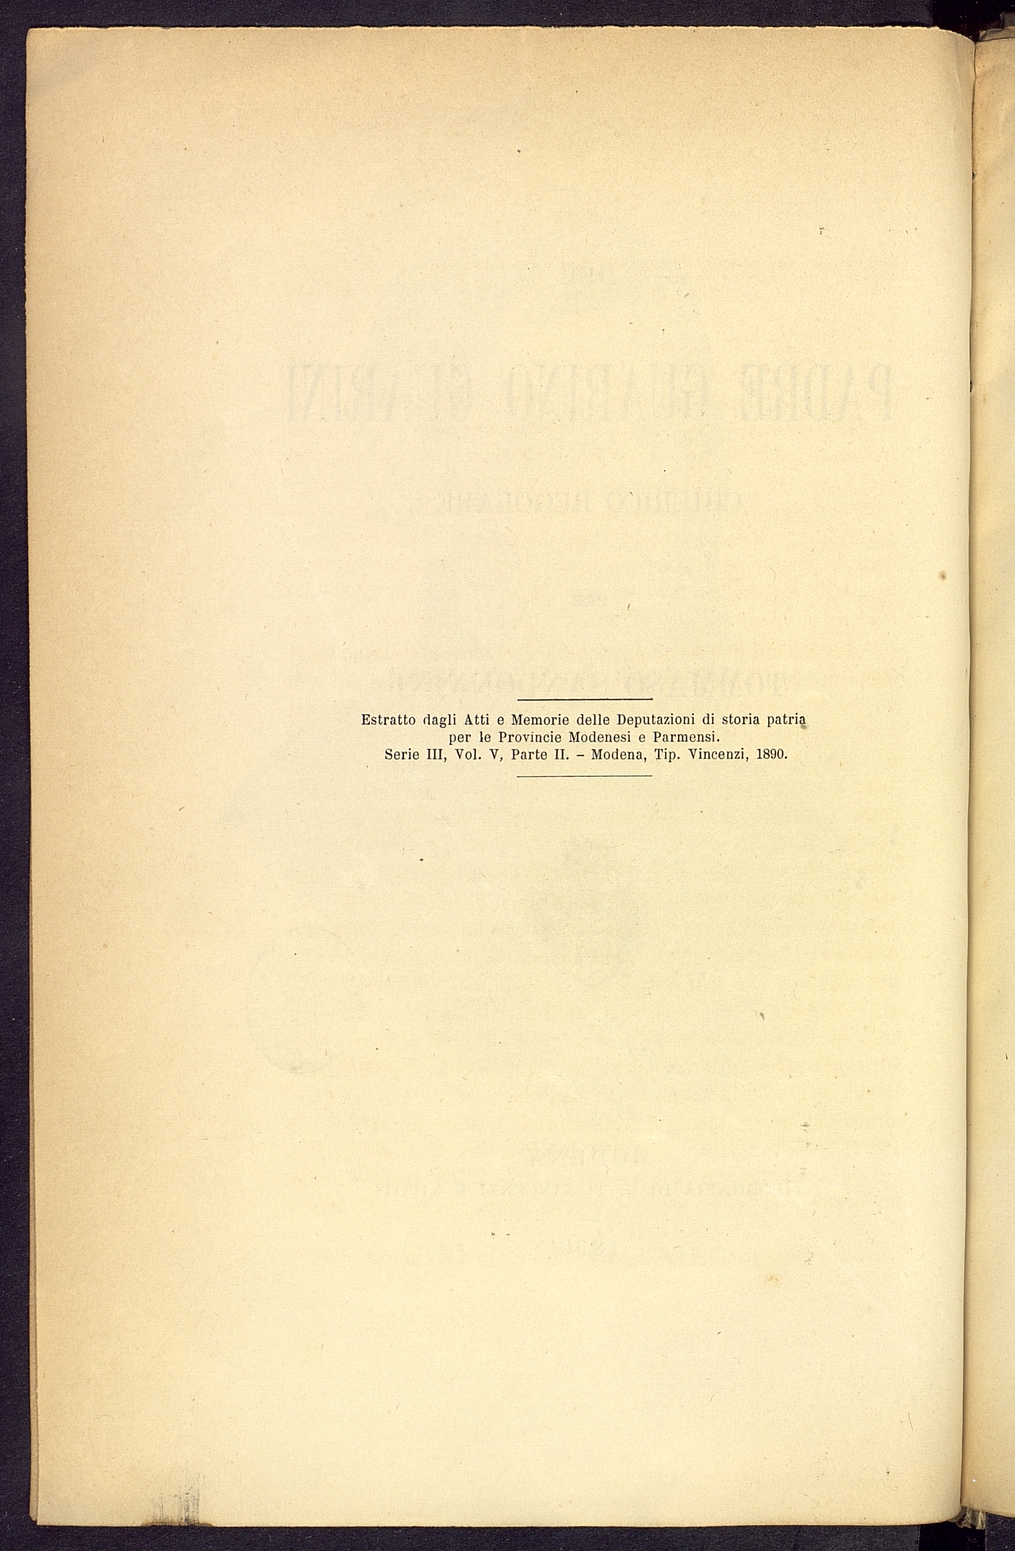 Estratto dagli Atti e Memorie delle Deputazioni di storia patria
per le Provincie Modenesi e Parmensi.
Serie III, Vol. V, Parte II. – Modena, Tip. Vincenzi, 1890.